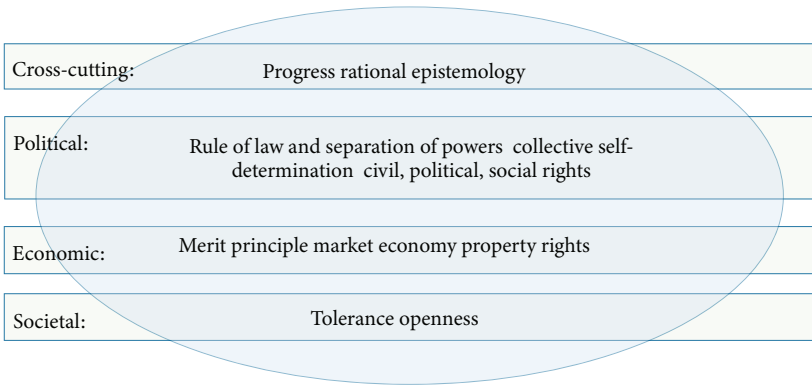 Cross-cutting: Progress rational epistemology
Political: Rule of law and separation of powers collective self-
determination civil, political, social rights
Economic: Merit principle market economy property rights
Societal: Tolerance openness